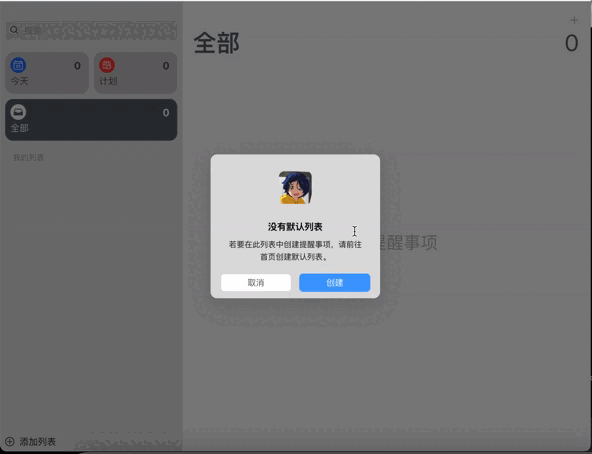 搜索
今天
0
计划
0
全部
0
我的列表
添加列表
全部
0
醒事项
没有默认列表
若要在此列表中创建提醒事项，请前往
首页创建默认列表。
取消
创建